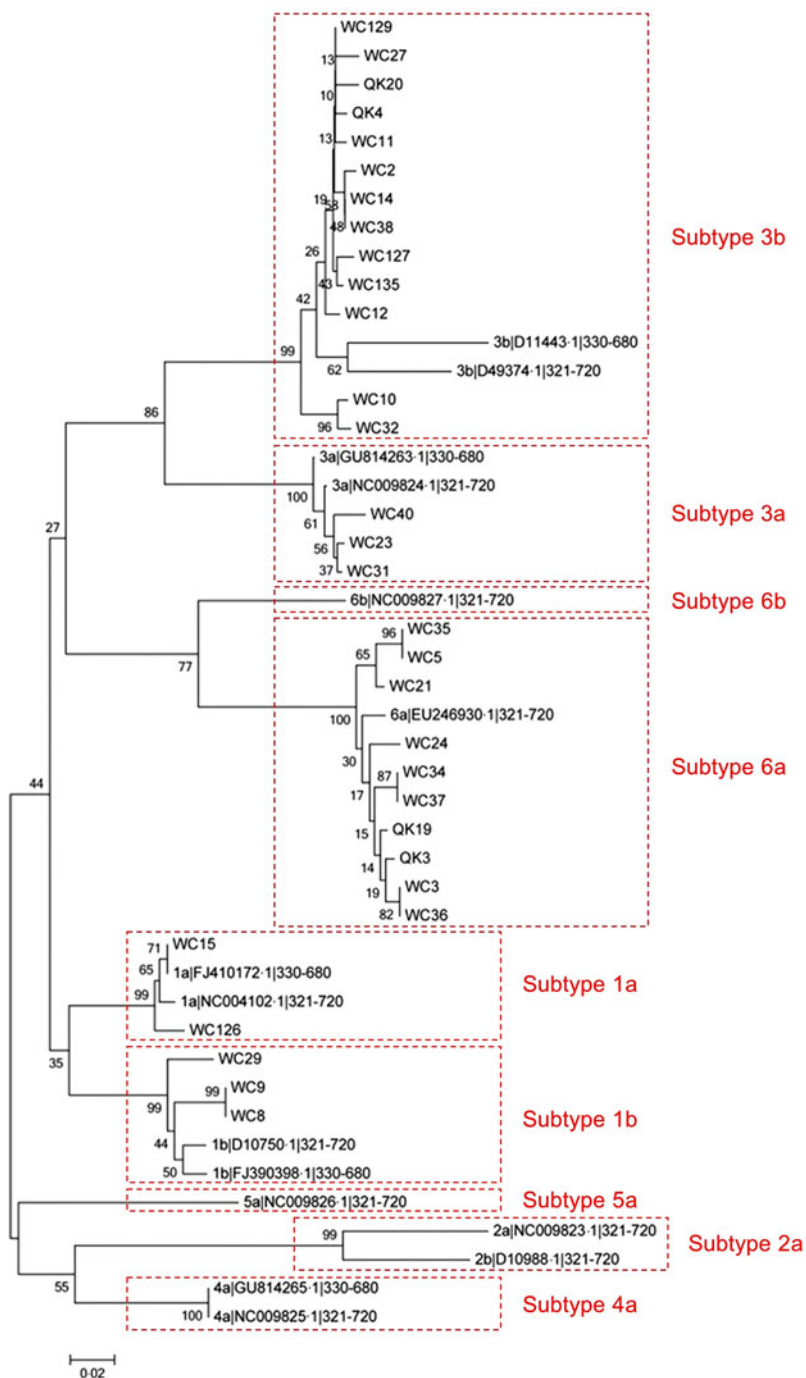 WC129
13
WC27
10
QK20
QK4
13
WC11
WC2
19
58
WC14
48
WC38
Subtype 3b
26
WC127
43
WC135
42
WC12
99
3b|D11443·1|330-680
62
3b|D49374·1|321-720
WC10
96
WC32
86
3a|GU814263·1|330-680
100
3a|NC009824·1|321-720
61
WC40
Subtype 3a
56
WC23
37
WC31
27
6b|NC009827·1|321-720
Subtype 6b
77
96
WC35
WC5
65
WC21
100
6a|EU246930·1|321-720
30
WC24
Subtype 6a
87
WC34
17
WC37
15
QK19
14
QK3
19
WC3
82
WC36
44
71
WC15
65
1a|FJ410172·1|330-680
Subtype 1a
99
1a|NC004102·1|321-720
WC126
35
WC29
99
99
WC9
WC8
Subtype 1b
44
1b|D10750·1|321-720
50
1b|FJ390398·1|330-680
5a|NC009826·1|321-720
Subtype 5a
99
2a|NC009823·1|321-720
Subtype 2a
2b|D10988·1|321-720
55
4a|GU814265·1|330-680
100
4a|NC009825·1|321-720
Subtype 4a
0·02